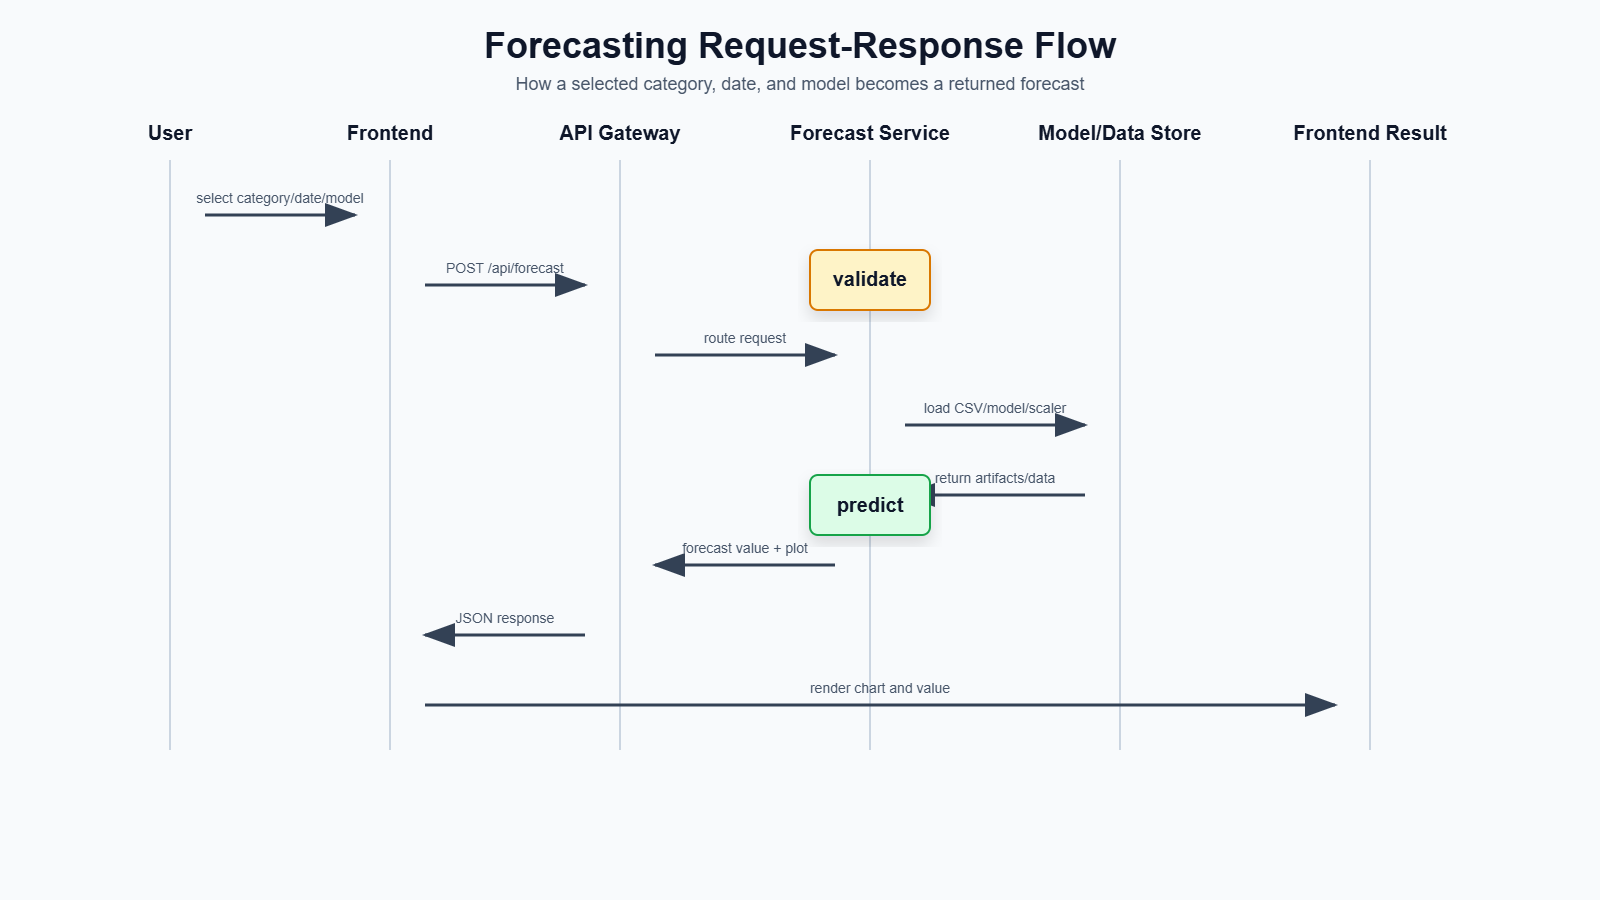 Forecasting Request-Response Flow
How a selected category, date, and model becomes a returned forecast
User
Frontend
API Gateway
Forecast Service
Model/Data Store
Frontend Result
select category/date/model
POST /api/forecast
validate
route request
load CSV/model/scaler
return artifacts/data
predict
forecast value + plot
JSON response
render chart and value